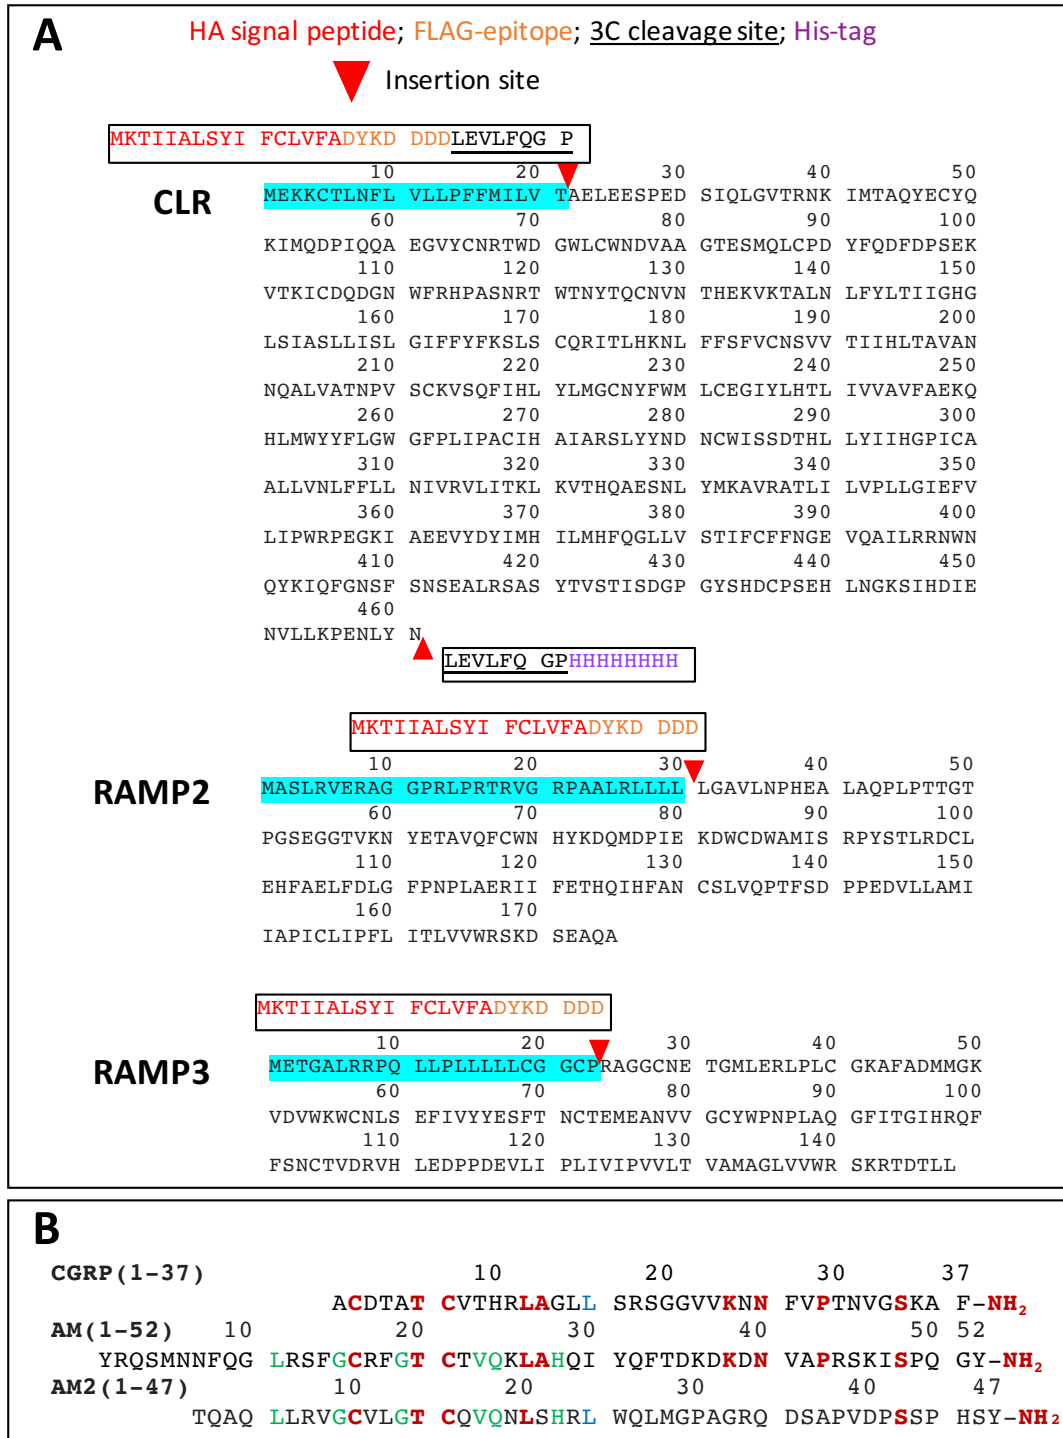 A
HA signal peptide; FLAG-epitope; 3C cleavage site; His-tag
Insertion site
MKTIIALSYI FCLVFADYKD DDDLEVLFQG P
10 20 30 40 50
CLR
MEKKCTLNFL VLLPFFMILV TAELEESPED SIQLGVTRNK IMTAQYECYQ
60 70 80 90 100
KIMQDPIQQA EGVYCNRTWD GWLCWNDVAA GTESMQLCPD YFQDFDPSEK
110 120 130 140 150
VTKICDQDGN WFRHPASNRT WTNYTQCNVN THEKVKTALN LFYLTIIGHG
160 170 180 190 200
LSIASLLISL GIFFYFKSLS CQRITLHKNL FFSFVCNSVV TIIHLTAVAN
210 220 230 240 250
NQALVATNPV SCKVSQFIHL YLMGCNYFWM LCEGIYLHTL IVVAVFAEKQ
260 270 280 290 300
HLMWYYFLGW GFPLIPACIH AIARSLYYND NCWISSDTHL LYIIHGPICA
310 320 330 340 350
ALLVNLFFLL NIVRVLITKL KVTHQAESNL YMKAVRATLI LVPLLGIEFV
360 370 380 390 400
LIPWRPEGKI AEEVYDYIMH ILMHFQGLLV STIFCFFNGE VQAILRRNWN
410 420 430 440 450
QYKIQFGNSF SNSEALRSAS YTVSTISDGP GYSHDCPSEH LNGKSIHDIE
460
NVLLKPENLY N
LEVLFQ GPHHHHHHHH
MKTIIALSYI FCLVFADYKD DDD
10 20 30 40 50
RAMP2
MASLRVERAG GPRLPRTRVG RPAALRLLLL LGAVLNPHEA LAQPLPTTGT
60 70 80 90 100
PGSEGGTVKN YETAVQFCWN HYKDQMDPIE KDWCDWAMIS RPYSTLRDCL
110 120 130 140 150
EHFAELFDLG FPNPLAERII FETHQIHFAN CSLVQPTFSD PPEDVLLAMI
160 170
IAPICLIPFL ITLVVWRSKD SEAQA
MKTIIALSYI FCLVFADYKD DDD
10 20 30 40 50
RAMP3
METGALRRPQ LLPLLLLLCG GCPRAGGCNE TGMLERLPLC GKAFADMMGK
60 70 80 90 100
VDVWKWCNLS EFIVYYESFT NCTEMEANVV GCYWPNPLAQ GFITGIHRQF
110 120 130 140
FSNCTVDRVH LEDPPDEVLI PLIVIPVVLT VAMAGLVVWR SKRTDTLL
B
CGRP(1-37) 10 20 30 37
ACDTAT CVTHRLAGLL SRSGGVVKNN FVPTNVGSKA F-NH2
AM(1-52) 10 20 30 40 50 52
YRQSMNNFQG LRSFGCRFGT CTVQKLAHQI YQFTDKDKDN VAPRSKISPQ GY-NH2
AM2(1-47) 10 20 30 40 47
TQAQ LLRVGCVLGT CQVQNLSHRL WQLMGPAGRQ DSAPVDPSSP HSY-NH2